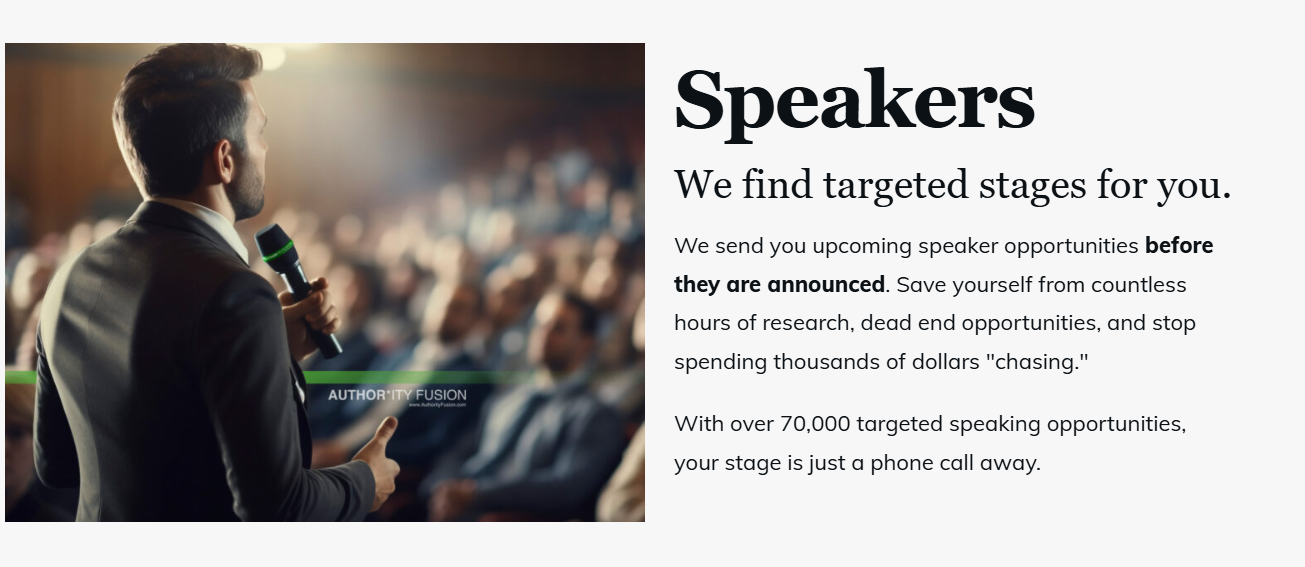 Speakers
We find targeted stages for you.
We send you upcoming speaker opportunities before
they are announced. Save yourself from countless
hours of research, dead end opportunities, and stop
spending thousands of dollars "chasing."
With over 70,000 targeted speaking opportunities,
your stage is just a phone call away.
AUTHOR*ITY FUSION
www.AuthorityFusion.com